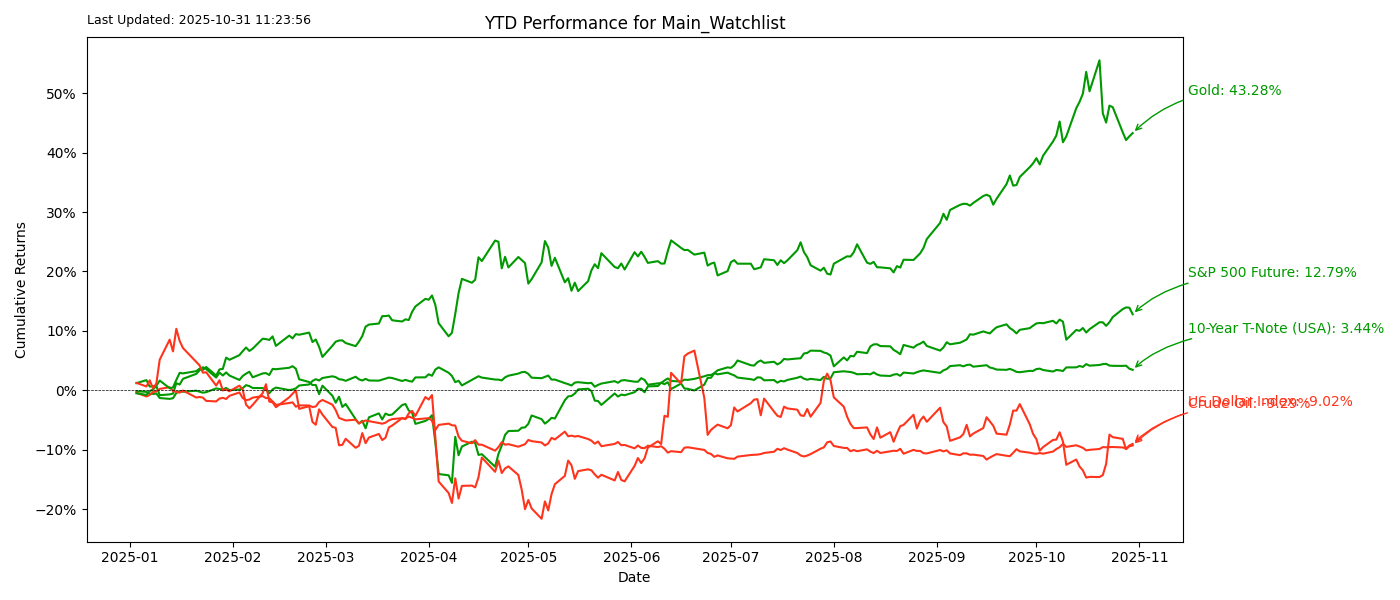 Last Updated: 2025-10-31 11:23:56
YTD Performance for Main_Watchlist
Cumulative Returns
50%
40%
30%
20%
10%
0%
−10%
−20%
Gold: 43.28%
S&P 500 Future: 12.79%
10-Year T-Note (USA): 3.44%
US Dollar Index: -9.02%
Crude Oil:
2025-01
2025-02
2025-03
2025-04
2025-05
2025-06
2025-07
2025-08
2025-09
2025-10
2025-11
Date